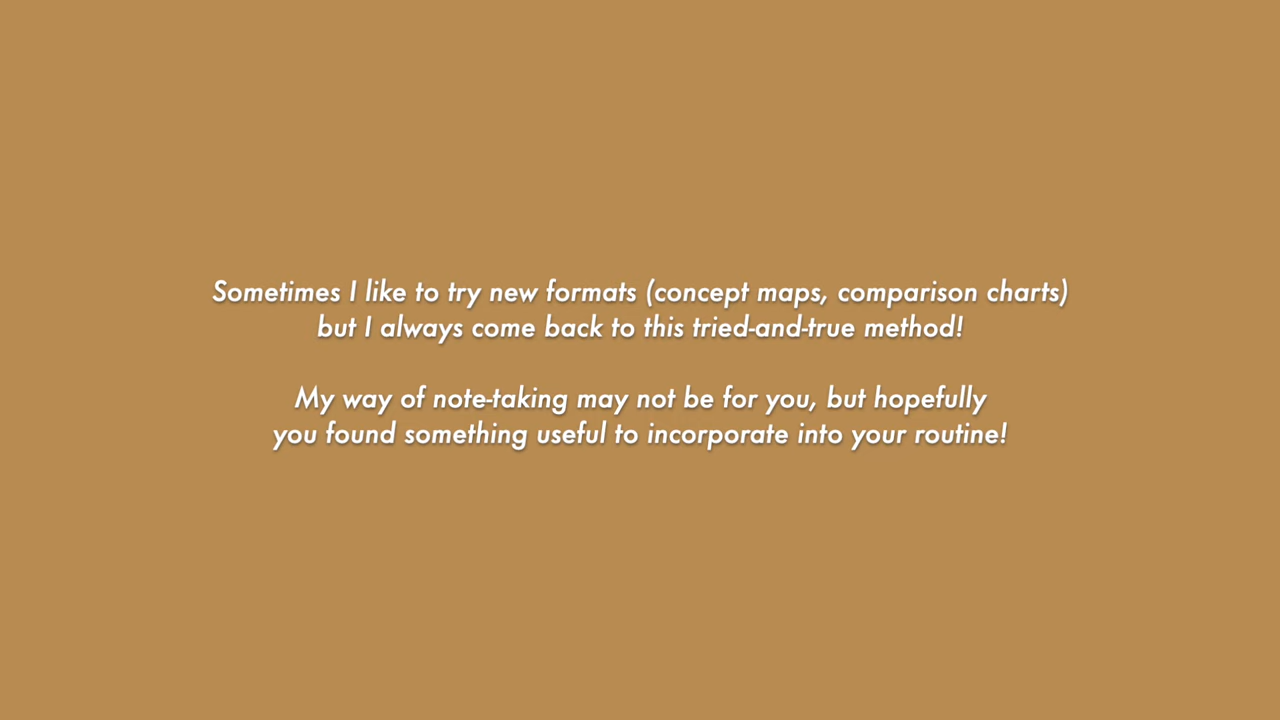 Sometimes I like to try new formats (concept maps, comparison charts)
but I always come back to this tried-and-true method!
My way of note-taking may not be for you, but hopefully
you found something useful to incorporate into your routine!